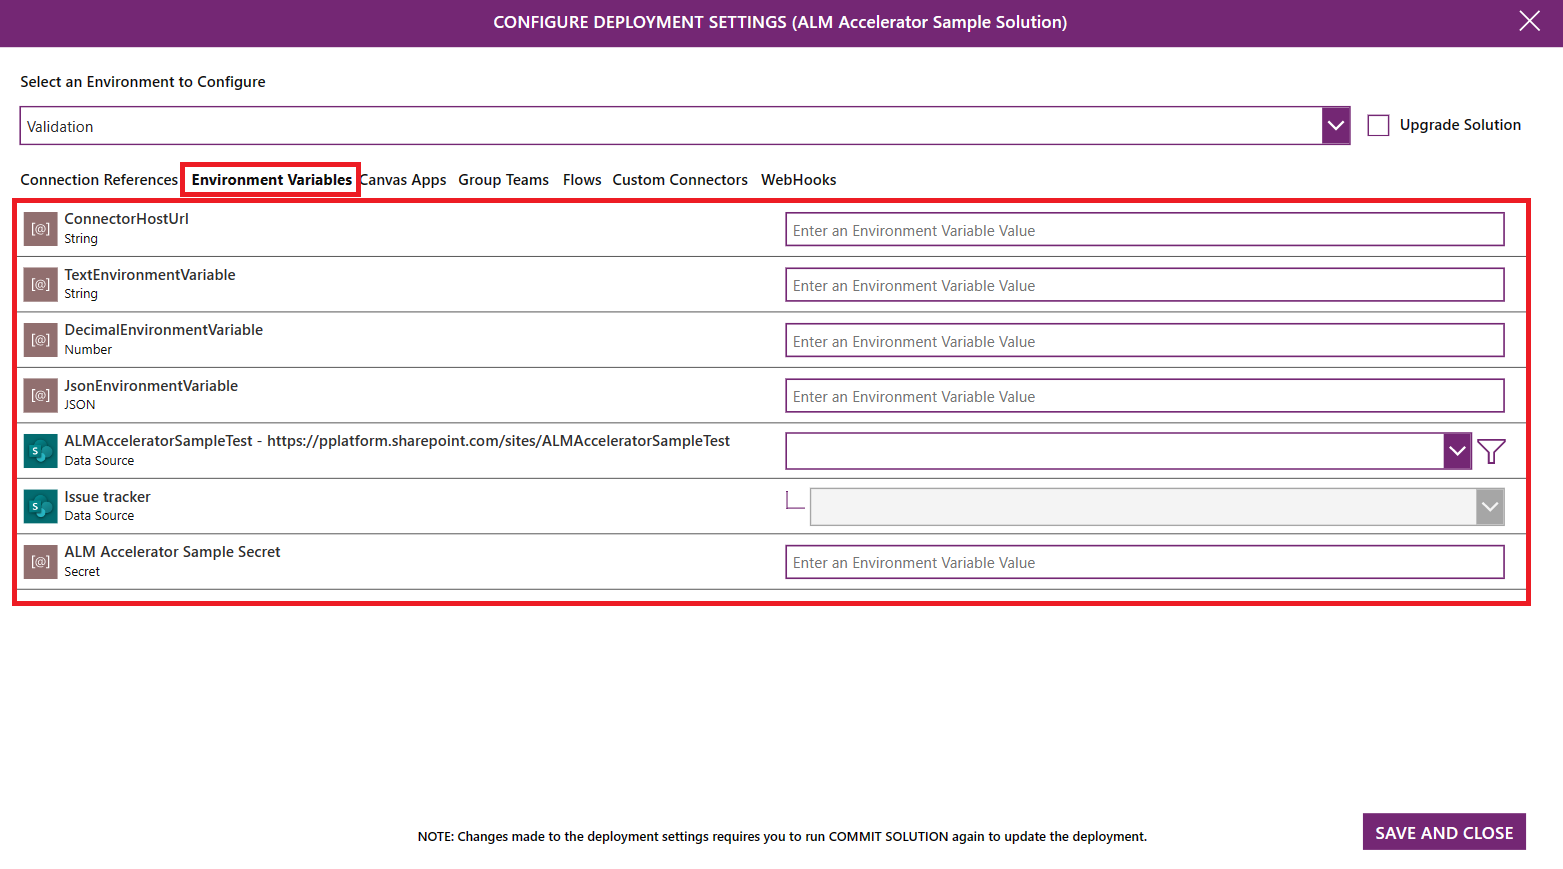 CONFIGURE DEPLOYMENT SETTINGS (ALM Accelerator Sample Solution)
Select an Environment to Configure
Validation
Upgrade Solution
Connection References Environment Variables Canvas Apps Group Teams Flows Custom Connectors WebHooks
[@] ConnectorHostUrl
String
Enter an Environment Variable Value
[@] TextEnvironmentVariable
String
Enter an Environment Variable Value
[@] DecimalEnvironmentVariable
Number
Enter an Environment Variable Value
[@] JsonEnvironmentVariable
JSON
Enter an Environment Variable Value
S ALMAcceleratorSampleTest - https://pplatform.sharepoint.com/sites/ALMAcceleratorSampleTest
Data Source
S Issue tracker
Data Source
[@] ALM Accelerator Sample Secret
Secret
Enter an Environment Variable Value
NOTE: Changes made to the deployment settings requires you to run COMMIT SOLUTION again to update the deployment.
SAVE AND CLOSE